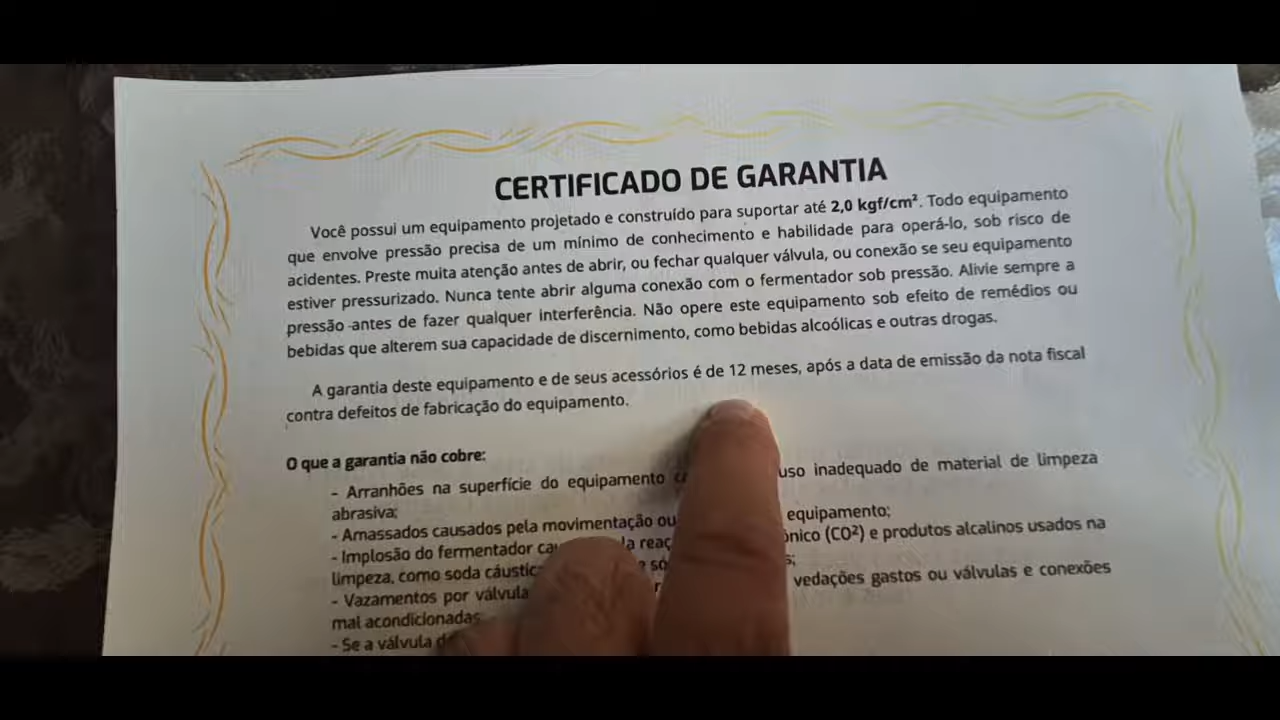 CERTIFICADO DE GARANTIA
Você possui um equipamento projetado e construído para suportar até 2,0 kgf/cm². Todo equipamento
que envolve pressão precisa de um mínimo de conhecimento e habilidade para operá-lo, sob risco de
acidentes. Preste muita atenção antes de abrir, ou fechar qualquer válvula, ou conexão se seu equipamento
estiver pressurizado. Nunca tente abrir alguma conexão com o fermentador sob pressão. Alivie sempre a
pressão antes de fazer qualquer interferência. Não opere este equipamento sob efeito de remédios ou
bebidas que alterem sua capacidade de discernimento, como bebidas alcoólicas e outras drogas.
A garantia deste equipamento e de seus acessórios é de 12 meses, após a data de emissão da nota fiscal
contra defeitos de fabricação do equipamento.
O que a garantia não cobre:
- Arranhões na superfície do equipamento uso inadequado de material de limpeza
abrasiva;
- Amassados causados pela movimentação ou equipamento;
- Implosão do fermentador (CO²) e produtos alcalinos usados na
limpeza, como soda
- Vazamentos por vedações gastos ou válvulas e conexões
mal acondicionadas
- Se a válvula